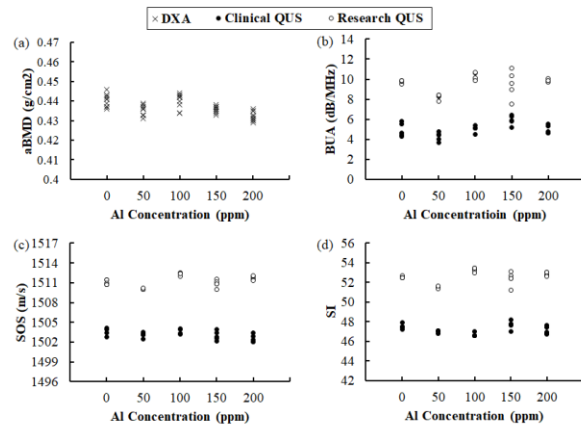 DXA Clinical QUS Research QUS
(a)
0.47
0.46
0.45
0.44
0.43
0.42
0.41
0.4
aBMD (g/cm2)
0 50 100 150 200
Al Concentration (ppm)
(b)
14
12
10
8
6
4
2
0
BUA (dB/MHz)
0 50 100 150 200
Al Concentratioin (ppm)
(c)
1517
1514
1511
1508
1505
1502
1499
1496
SOS (m/s)
0 50 100 150 200
Al Concentration (ppm)
(d)
56
54
52
50
48
46
44
42
SI
0 50 100 150 200
Al Concentration (ppm)